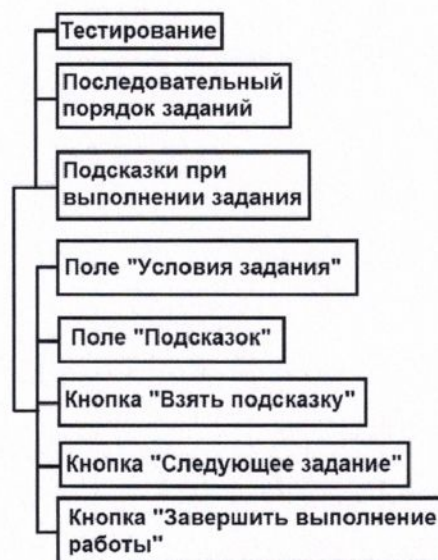 Тестирование
Последовательный
порядок заданий
Подсказки при
выполнении задания
Поле "Условия задания"
Поле "Подсказок"
Кнопка "Взять подсказку"
Кнопка "Следующее задание"
Кнопка "Завершить выполнение
работы"